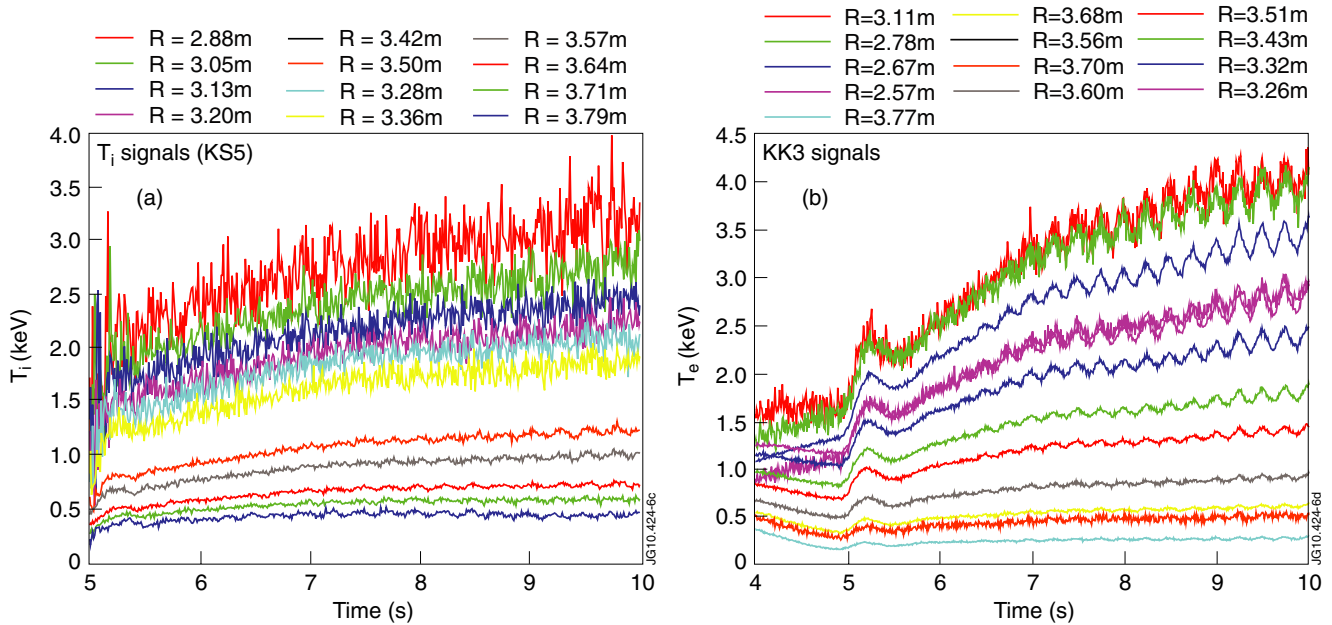 R = 2.88m R = 3.42m R = 3.57m
R = 3.05m R = 3.50m R = 3.64m
R = 3.13m R = 3.28m R = 3.71m
R = 3.20m R = 3.36m R = 3.79m
4.0
3.5
3.0
2.5
2.0
1.5
1.0
0.5
0
Ti (keV)
Ti signals (KS5)
(a)
JG10.424-6c
5 6 7 8 9 10
Time (s)
R=3.11m R=3.68m R=3.51m
R=2.78m R=3.56m R=3.43m
R=2.67m R=3.70m R=3.32m
R=2.57m R=3.60m R=3.26m
R=3.77m
4.5
4.0
3.5
3.0
2.5
2.0
1.5
1.0
0.5
0
Te (keV)
KK3 signals
(b)
JG10.424-6d
4 5 6 7 8 9 10
Time (s)